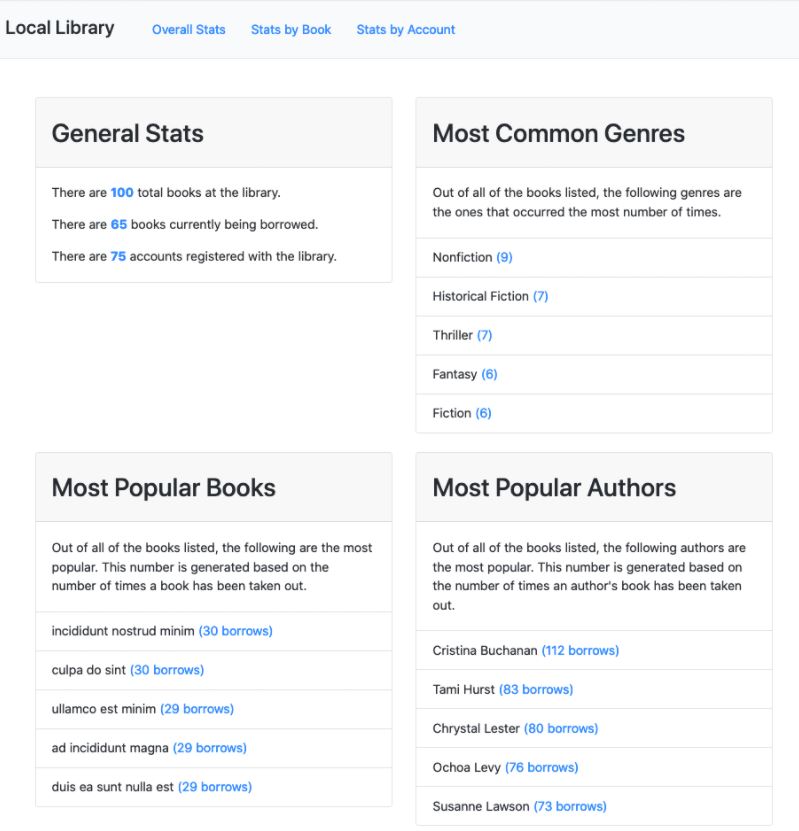 Local Library
Overall Stats
Stats by Book
Stats by Account
General Stats
There are 100 total books at the library.
There are 65 books currently being borrowed.
There are 75 accounts registered with the library.
Most Common Genres
Out of all of the books listed, the following genres are
the ones that occurred the most number of times.
Nonfiction (9)
Historical Fiction (7)
Thriller (7)
Fantasy (6)
Fiction (6)
Most Popular Books
Out of all of the books listed, the following are the most
popular. This number is generated based on the
number of times a book has been taken out.
incididunt nostrud minim (30 borrows)
culpa do sint (30 borrows)
ullamco est minim (29 borrows)
ad incididunt magna (29 borrows)
duis ea sunt nulla est (29 borrows)
Most Popular Authors
Out of all of the books listed, the following authors are
the most popular. This number is generated based on
the number of times an author's book has been taken
out.
Cristina Buchanan (112 borrows)
Tami Hurst (83 borrows)
Chrystal Lester (80 borrows)
Ochoa Levy (76 borrows)
Susanne Lawson (73 borrows)